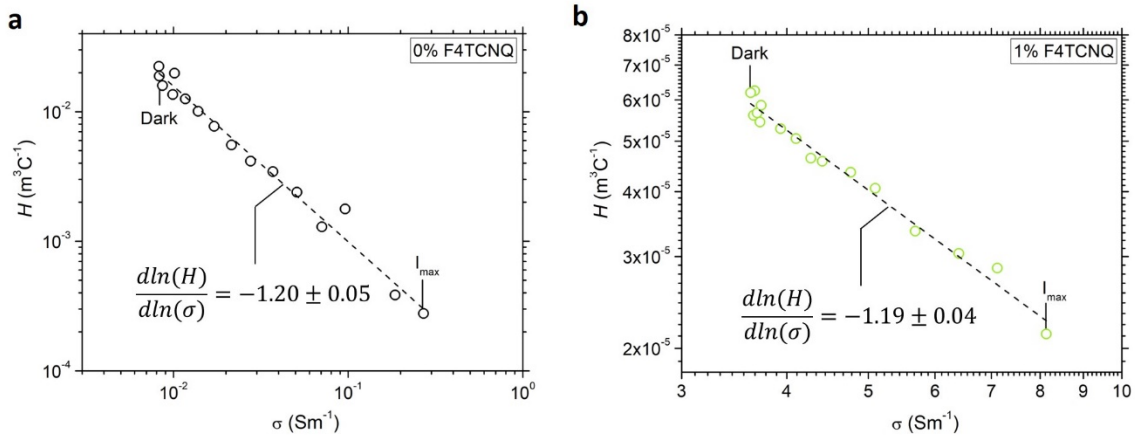 a
0% F4TCNQ
10⁻²
10⁻³
10⁻⁴
H (m³C⁻¹)
Dark
dln(H)
dln(σ) = −1.20 ± 0.05
I_max
10⁻² 10⁻¹ 10⁰
σ (Sm⁻¹)
b
1% F4TCNQ
8x10⁻⁵
7x10⁻⁵
6x10⁻⁵
5x10⁻⁵
4x10⁻⁵
3x10⁻⁵
2x10⁻⁵
H (m³C⁻¹)
Dark
dln(H)
dln(σ) = −1.19 ± 0.04
I_max
3 4 5 6 7 8 9 10
σ (Sm⁻¹)